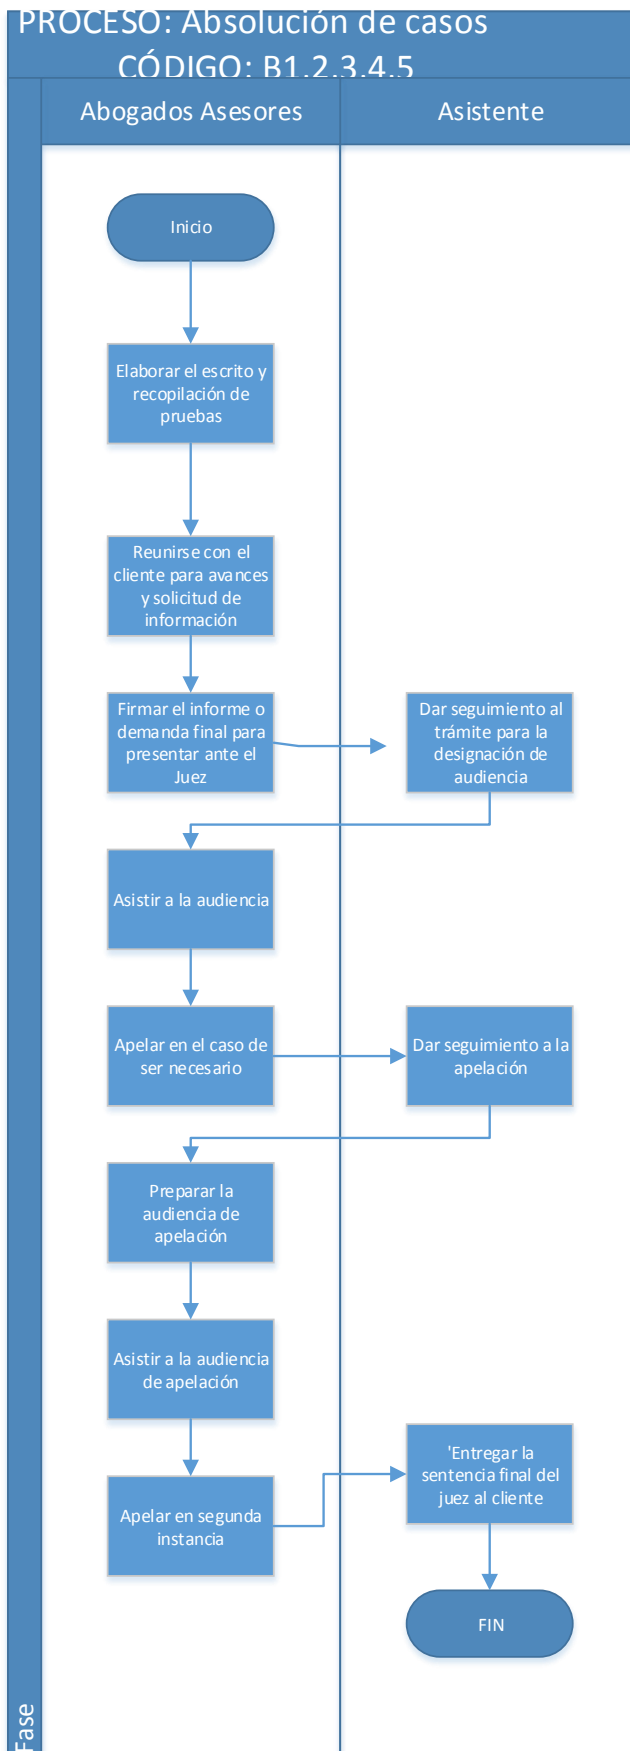 PROCESO: Absolución de casos
CÓDIGO: B1.2.3.4.5
Abogados Asesores
Asistente
Inicio
Elaborar el escrito y
recopilación de
pruebas
Reunirse con el
cliente para avances
y solicitud de
información
Firmar el informe o
demanda final para
presentar ante el
Juez
Dar seguimiento al
trámite para la
designación de
audiencia
Asistir a la audiencia
Apelar en el caso de
ser necesario
Dar seguimiento a la
apelación
Preparar la
audiencia de
apelación
Asistir a la audiencia
de apelación
Apelar en segunda
instancia
'Entregar la
sentencia final del
juez al cliente
FIN
Fase